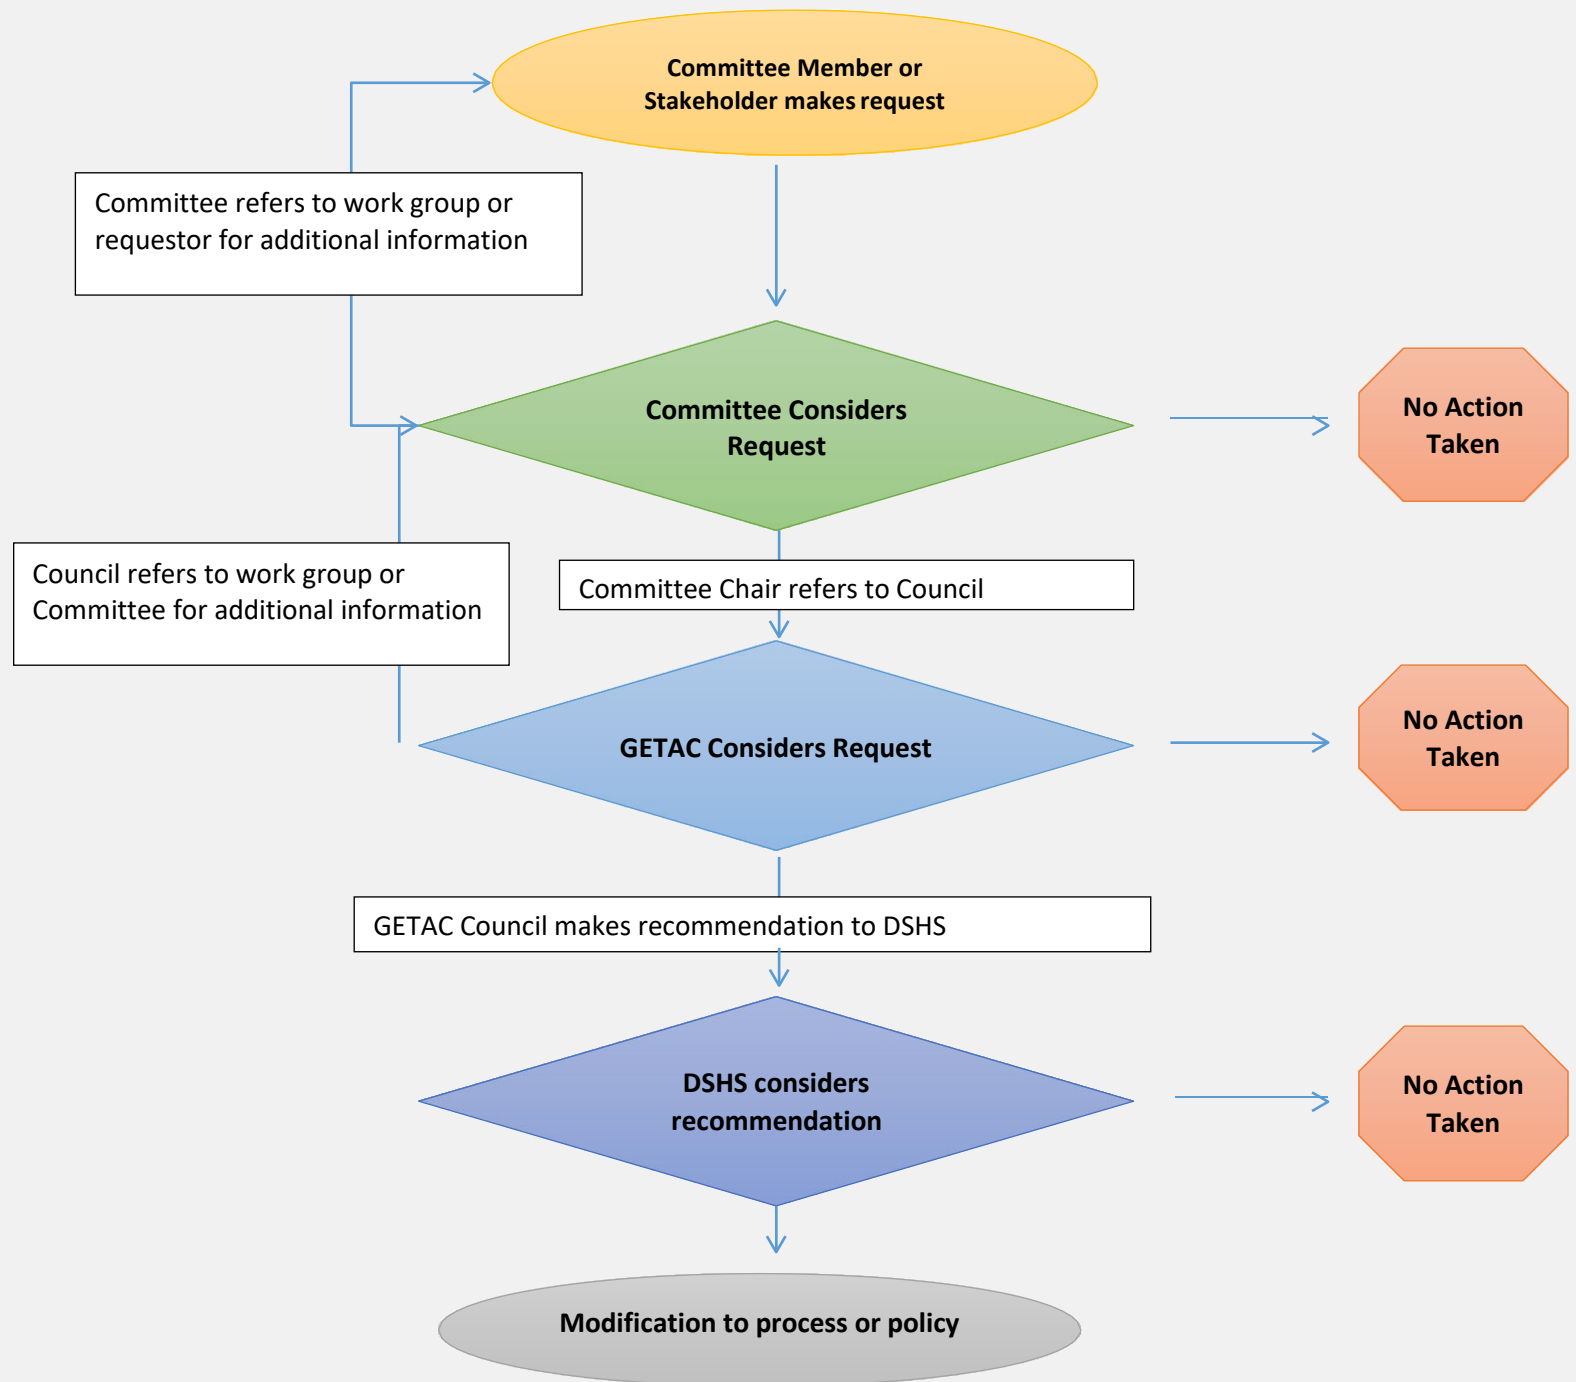 Committee Member or
Stakeholder makes request
Committee refers to work group or
requestor for additional information
Committee Considers
Request
No Action
Taken
Council refers to work group or
Committee for additional information
Committee Chair refers to Council
GETAC Considers Request
No Action
Taken
GETAC Council makes recommendation to DSHS
DSHS considers
recommendation
No Action
Taken
Modification to process or policy